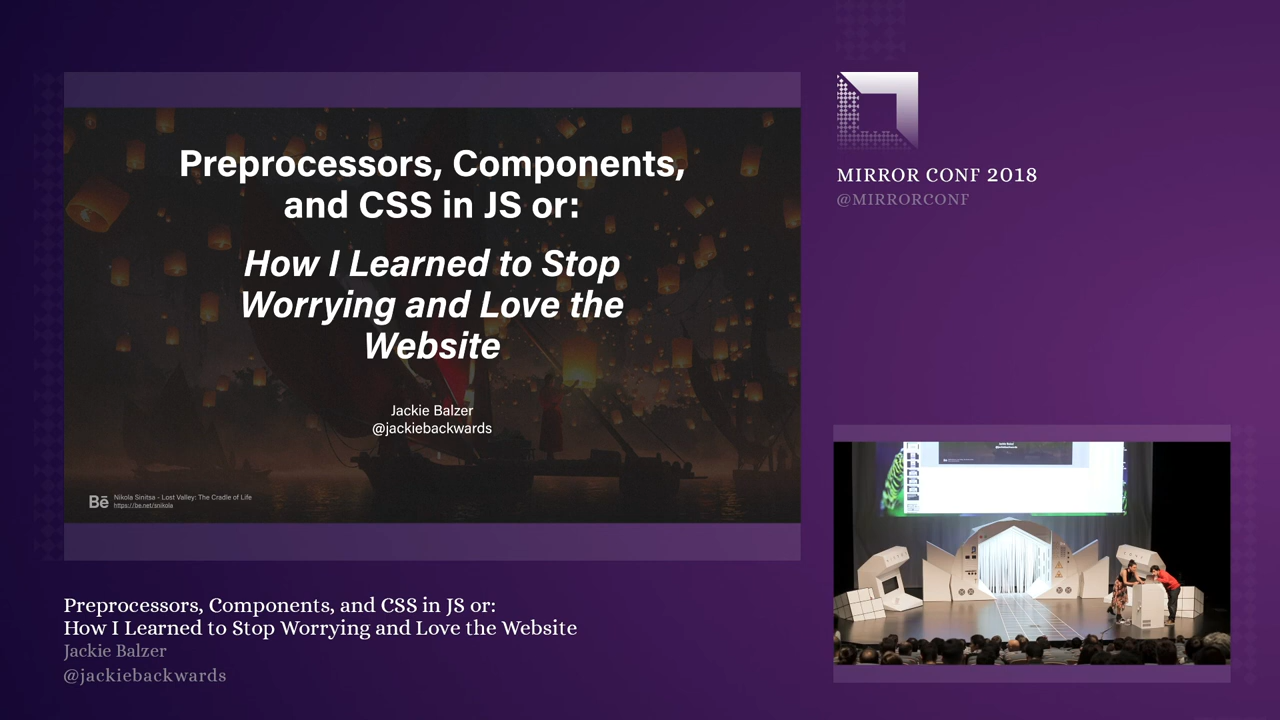 Preprocessors, Components,
and CSS in JS or:
How I Learned to Stop
Worrying and Love the
Website
Jackie Balzer
@jackiebackwards
Bē
Nikola Sinitsa - Lost Valley: The Cradle of Life
https://be.net/snikola
MIRROR CONF 2018
@MIRRORCONF
Preprocessors, Components, and CSS in JS or:
How I Learned to Stop Worrying and Love the Website
Jackie Balzer
@jackiebackwards